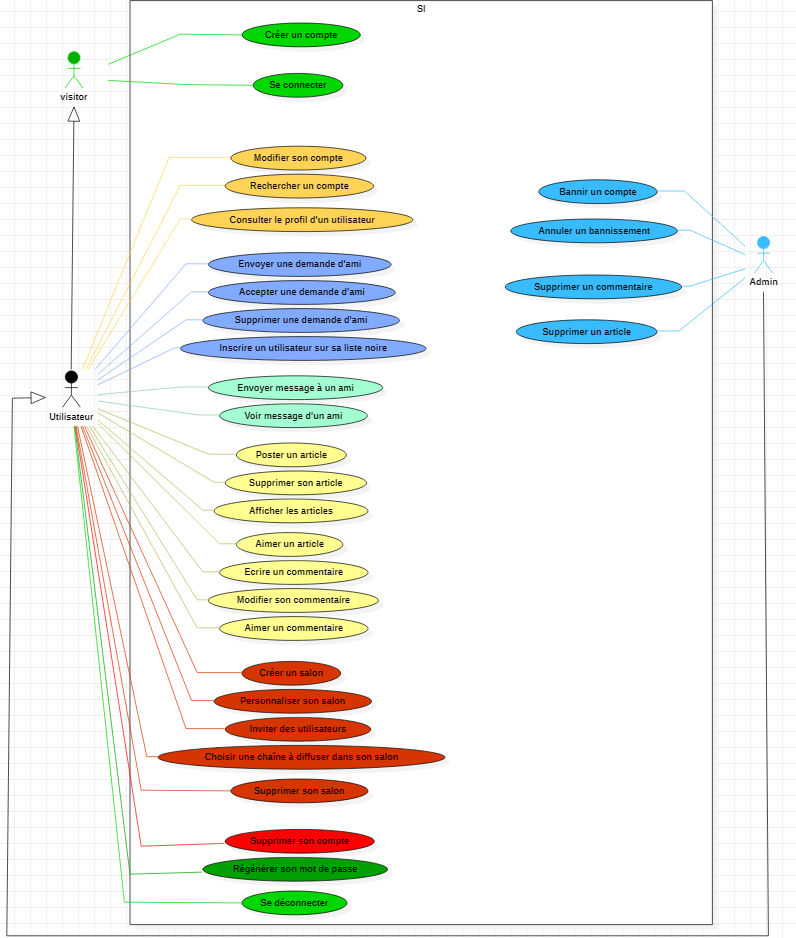 SI
Créer un compte
Se connecter
visitor
Modifier son compte
Rechercher un compte
Consulter le profil d'un utilisateur
Bannir un compte
Annuler un bannissement
Supprimer un commentaire
Supprimer un article
Admin
Envoyer une demande d'ami
Accepter une demande d'ami
Supprimer une demande d'ami
Inscrire un utilisateur sur sa liste noire
Utilisateur
Envoyer message à un ami
Voir message d'un ami
Poster un article
Supprimer son article
Afficher les articles
Aimer un article
Ecrire un commentaire
Modifier son commentaire
Aimer un commentaire
Créer un salon
Personnaliser son salon
Inviter des utilisateurs
Choisir une chaîne à diffuser dans son salon
Supprimer son salon
Supprimer son compte
Régénérer son mot de passe
Se déconnecter